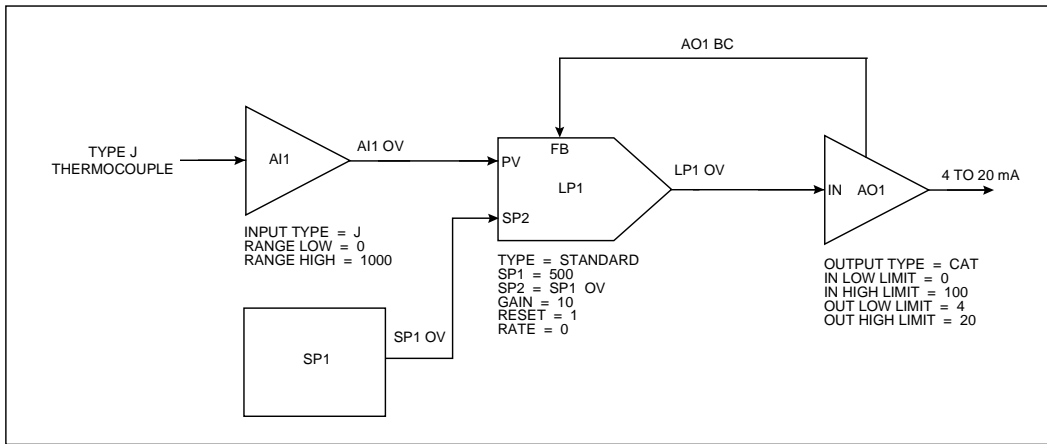 AO1 BC
TYPE J
THERMOCOUPLE
AI1
AI1 OV
PV
FB
LP1
SP2
LP1 OV
IN
AO1
4 TO 20 mA
INPUT TYPE = J
RANGE LOW = 0
RANGE HIGH = 1000
TYPE = STANDARD
SP1 = 500
SP2 = SP1 OV
GAIN = 10
RESET = 1
RATE = 0
OUTPUT TYPE = CAT
IN LOW LIMIT = 0
IN HIGH LIMIT = 100
OUT LOW LIMIT = 4
OUT HIGH LIMIT = 20
SP1
SP1 OV